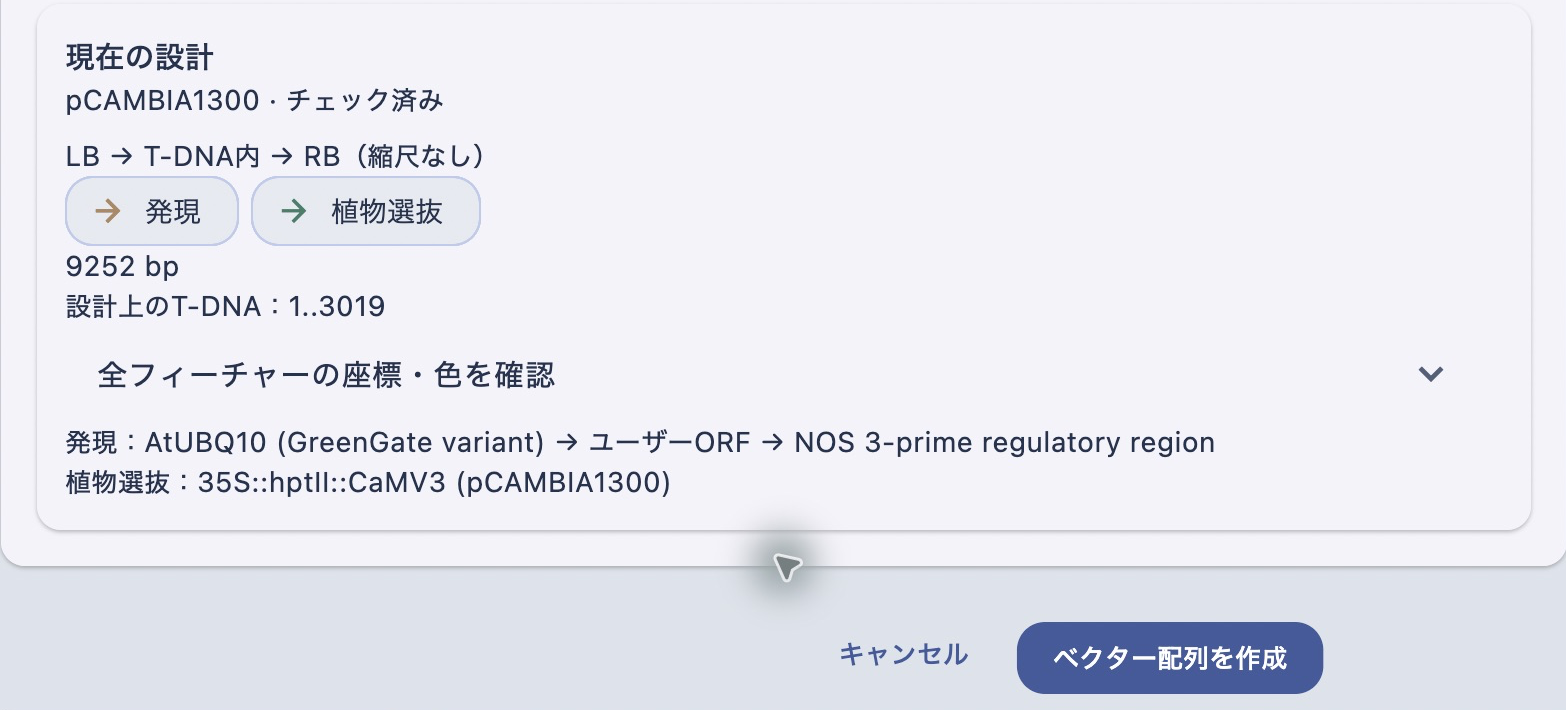 現在の設計
pCAMBIA1300 · チェック済み
LB → T-DNA内 → RB（縮尺なし）
→ 発現 → 植物選抜
9252 bp
設計上のT-DNA：1..3019
全フィーチャーの座標・色を確認
発現：AtUBQ10 (GreenGate variant) → ユーザーORF → NOS 3-prime regulatory region
植物選抜：35S::hptII::CaMV3 (pCAMBIA1300)
キャンセル ベクター配列を作成